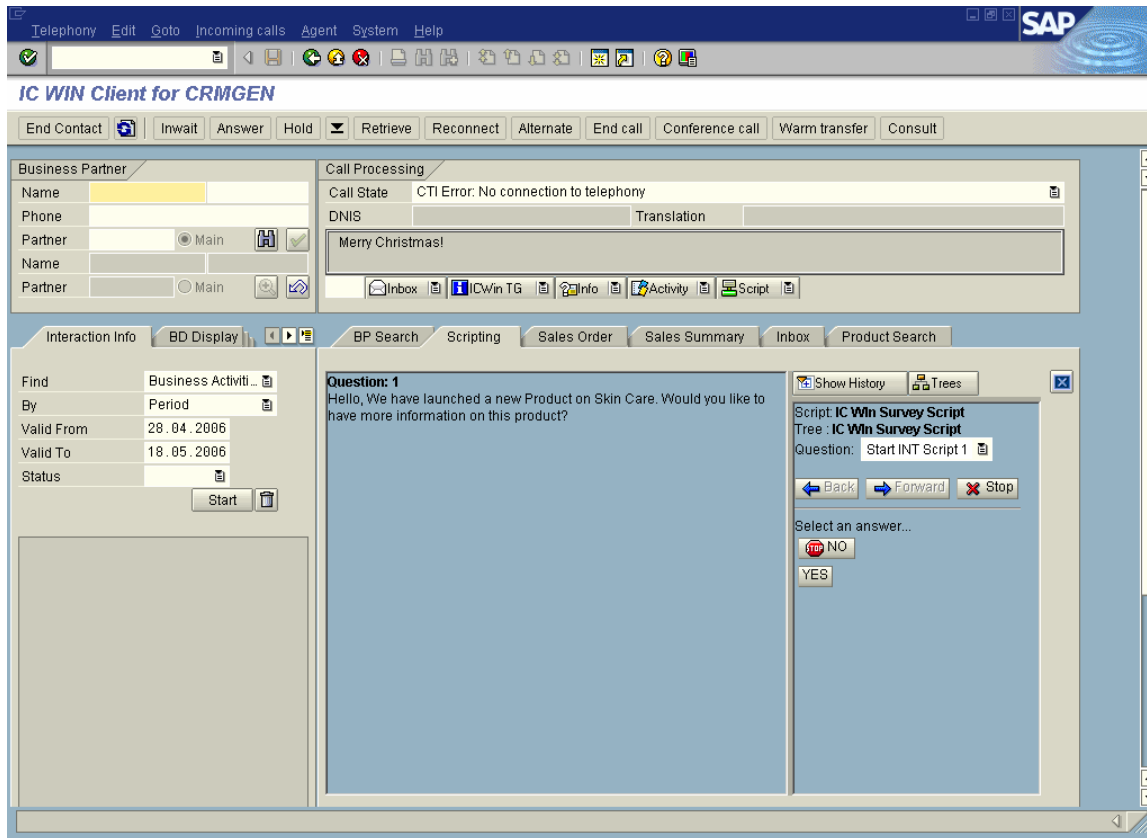 Telephony Edit Goto Incoming calls Agent System Help
SAP
IC WIN Client for CRMGEN
End Contact Inwait Answer Hold Retrieve Reconnect Alternate End call Conference call Warm transfer Consult
Business Partner
Name
Phone
Partner Main
Name
Partner Main
Call Processing
Call State CTI Error: No connection to telephony
DNIS Translation
Merry Christmas!
Inbox ICWin TG Info Activity Script
Interaction Info BD Display
Find Business Activiti...
By Period
Valid From 28.04.2006
Valid To 18.05.2006
Status
Start
BP Search Scripting Sales Order Sales Summary Inbox Product Search
Question: 1
Hello, We have launched a new Product on Skin Care. Would you like to
have more information on this product?
Show History Trees
Script: IC WIn Survey Script
Tree : IC WIn Survey Script
Question: Start INT Script 1
Back Forward Stop
Select an answer...
STOP NO
YES